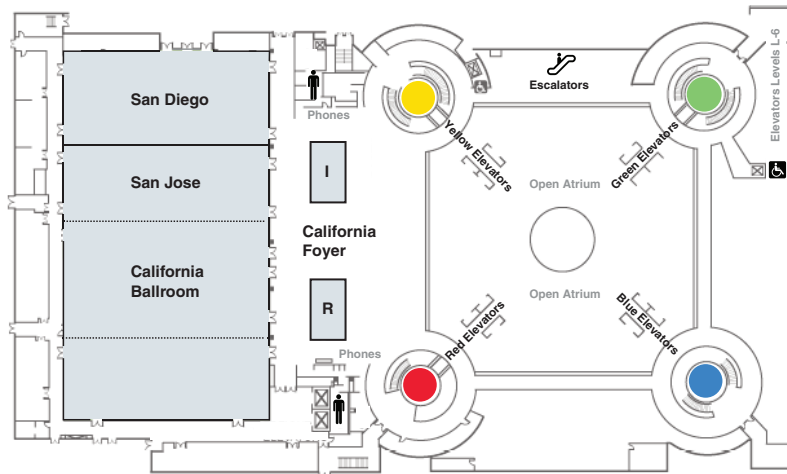 San Diego
San Jose
California
Ballroom
Phones
I
California
Foyer
R
Phones
Escalators
Yellow Elevators
Green Elevators
Open Atrium
Open Atrium
Red Elevators
Blue Elevators
Elevators Levels L-6